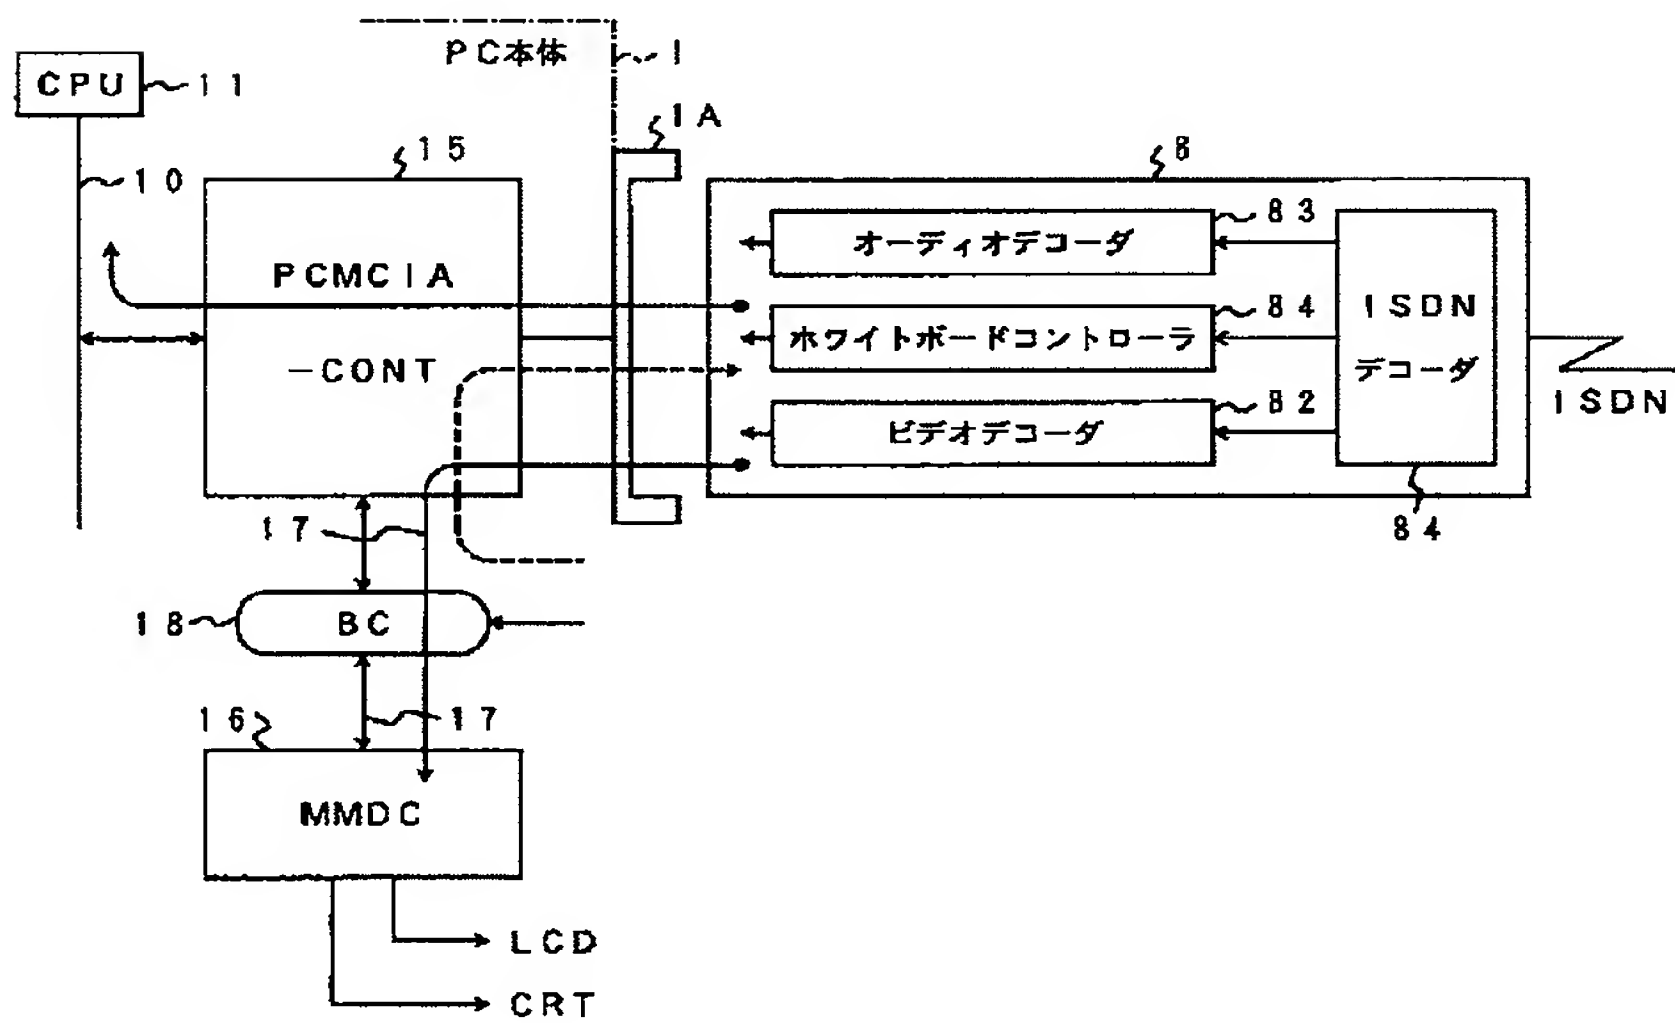 PC本体
1
CPU
11
1A
15
8
10
83
オーディオデコーダ
PCMCIA
-CONT
84
ホワイトボードコントローラ
ISDN
デコーダ
82
ビデオデコーダ
ISDN
84
17
18
BC
16
17
MMDC
LCD
CRT